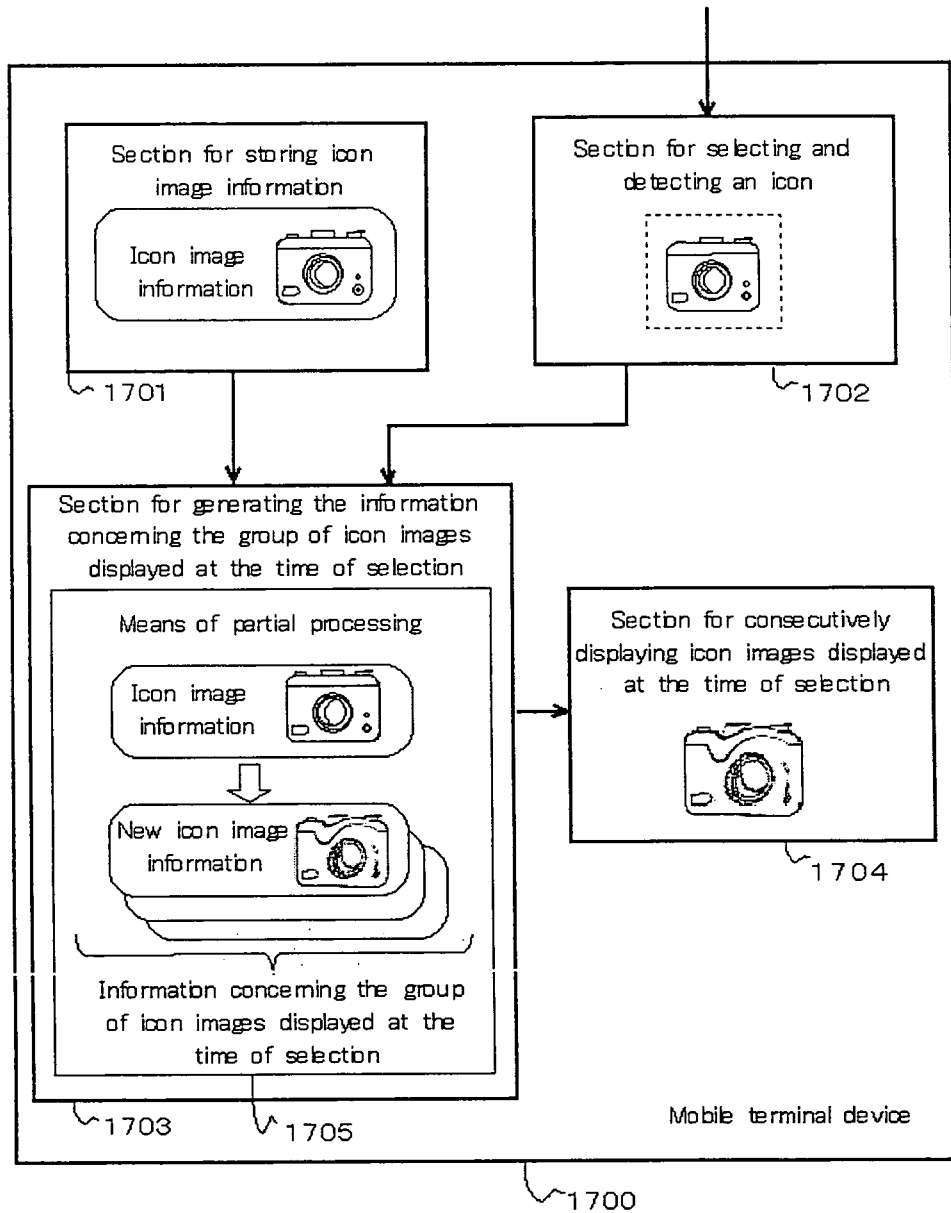 Section for storing icon
image information
Icon image
information
1701
Section for selecting and
detecting an icon
1702
Section for generating the information
concerning the group of icon images
displayed at the time of selection
Means of partial processing
Icon image
information
New icon image
information
Information concerning the group
of icon images displayed at the
time of selection
1703
1705
Section for consecutively
displaying icon images displayed
at the time of selection
1704
Mobile terminal device
1700